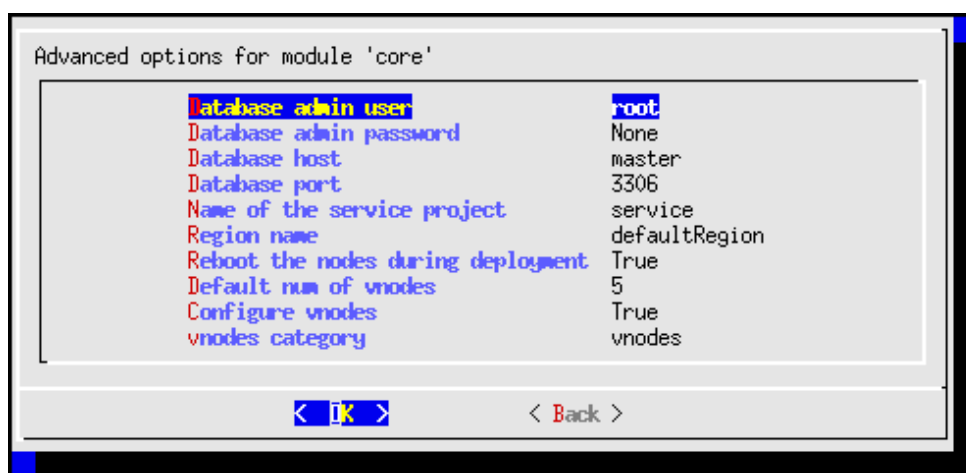 Advanced options for module 'core'
Database admin user root
Database admin password None
Database host master
Database port 3306
Name of the service project service
Region name defaultRegion
Reboot the nodes during deployment True
Default num of vnodes 5
Configure vnodes True
vnodes category vnodes
< OK > < Back >